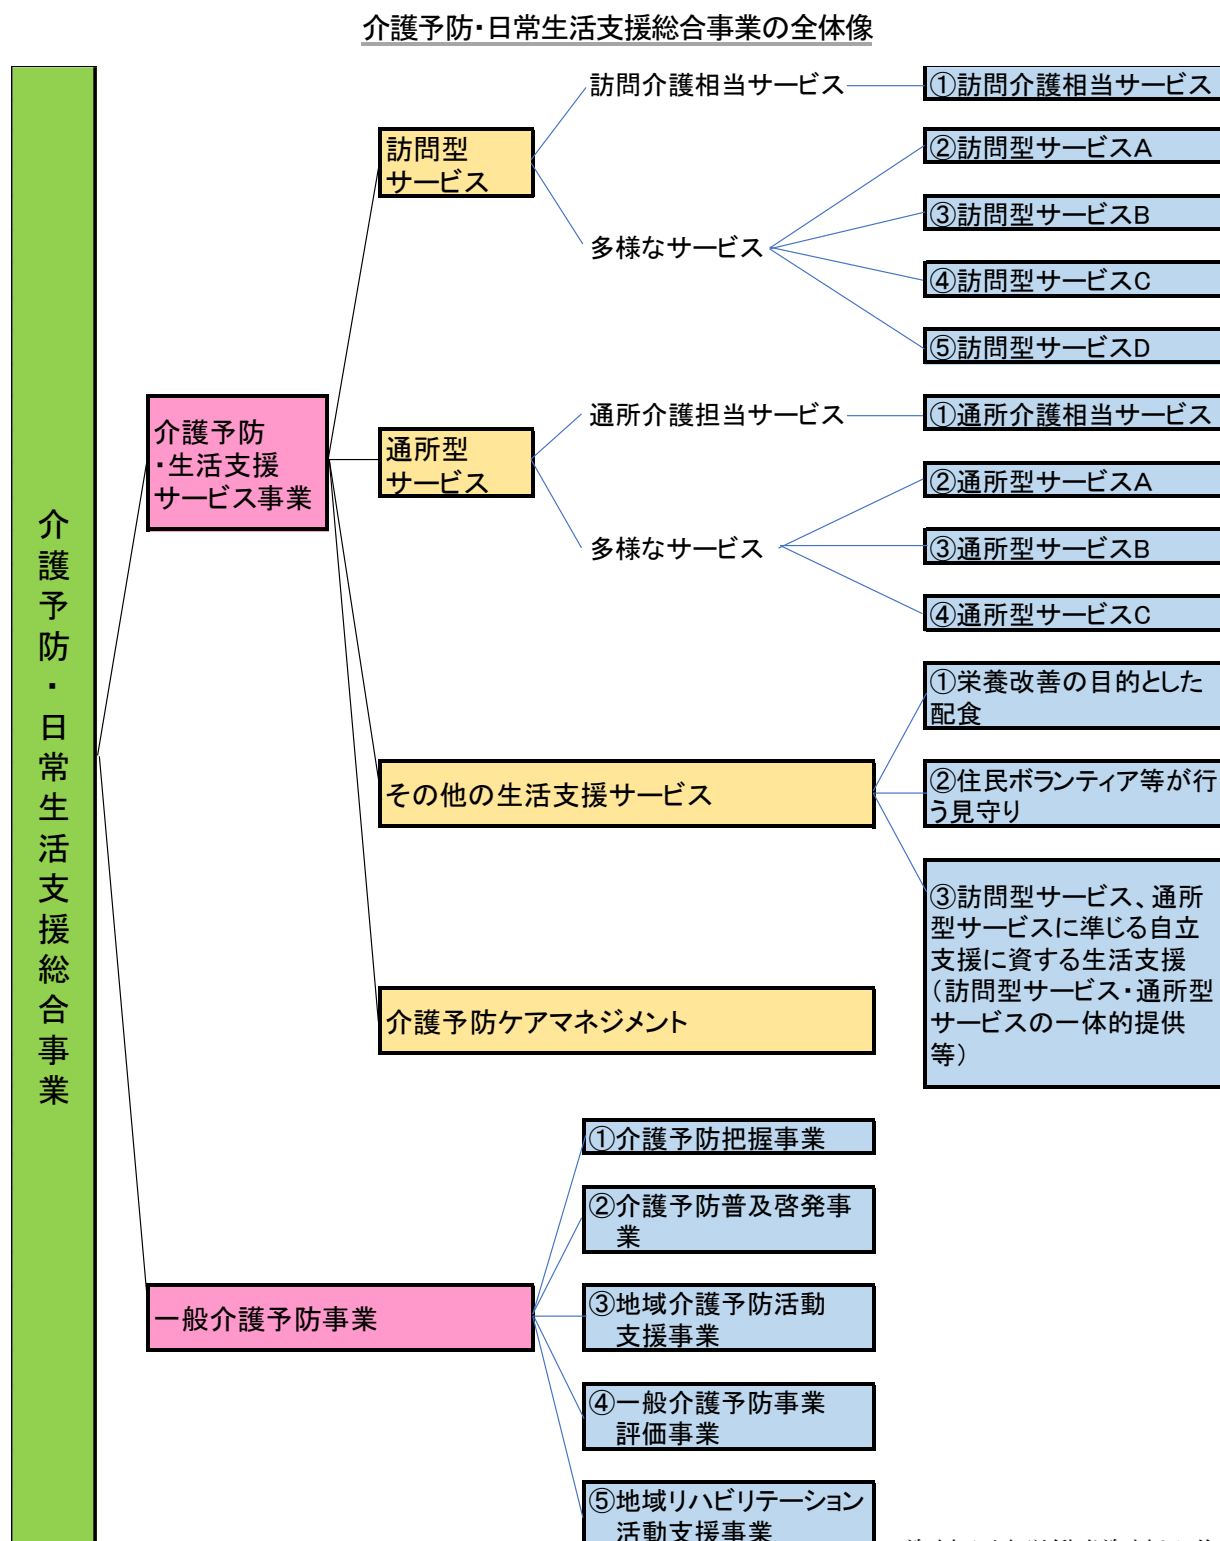 介護予防・日常生活支援総合事業の全体像
介護予防・日常生活支援総合事業
介護予防
・生活支援
サービス事業
訪問型
サービス
訪問介護相当サービス
①訪問介護相当サービス
多様なサービス
②訪問型サービスA
③訪問型サービスB
④訪問型サービスC
⑤訪問型サービスD
通所型
サービス
通所介護担当サービス
①通所介護相当サービス
多様なサービス
②通所型サービスA
③通所型サービスB
④通所型サービスC
その他の生活支援サービス
①栄養改善の目的とした
配食
②住民ボランティア等が行
う見守り
③訪問型サービス、通所
型サービスに準じる自立
支援に資する生活支援
（訪問型サービス・通所型
サービスの一体的提供
等）
介護予防ケアマネジメント
一般介護予防事業
①介護予防把握事業
②介護予防普及啓発事
業
③地域介護予防活動
支援事業
④一般介護予防事業
評価事業
⑤地域リハビリテーション
活動支援事業